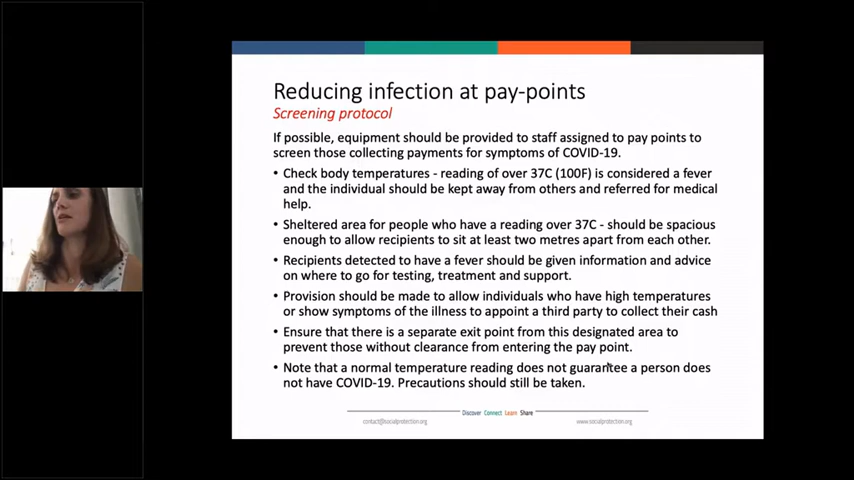 Reducing infection at pay-points
Screening protocol
If possible, equipment should be provided to staff assigned to pay points to
screen those collecting payments for symptoms of COVID-19.
• Check body temperatures - reading of over 37C (100F) is considered a fever
and the individual should be kept away from others and referred for medical
help.
• Sheltered area for people who have a reading over 37C - should be spacious
enough to allow recipients to sit at least two metres apart from each other.
• Recipients detected to have a fever should be given information and advice
on where to go for testing, treatment and support.
• Provision should be made to allow individuals who have high temperatures
or show symptoms of the illness to appoint a third party to collect their cash
• Ensure that there is a separate exit point from this designated area to
prevent those without clearance from entering the pay point.
• Note that a normal temperature reading does not guarantee a person does
not have COVID-19. Precautions should still be taken.
Discover Connect Learn Share
contact@socialprotection.org www.socialprotection.org